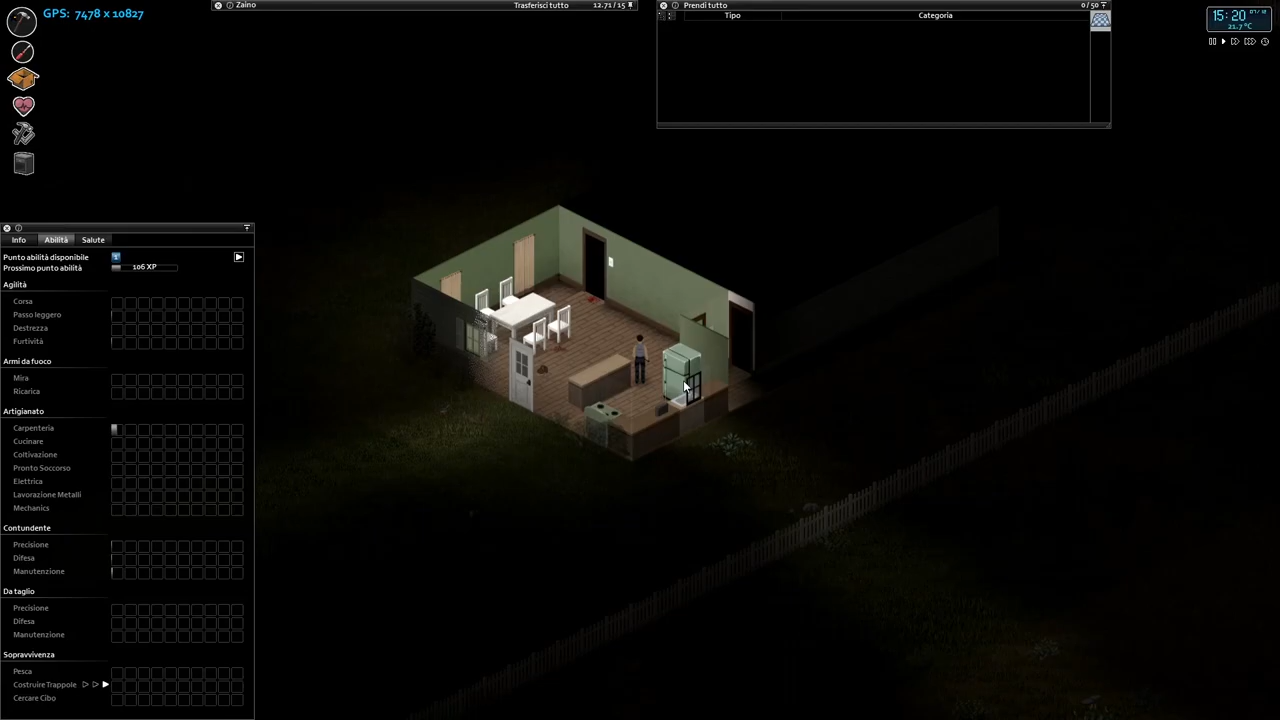 GPS: 7478 x 10827
Zaino
Trasferisci tutto
12.71 / 15
Prendi tutto
0 / 50
Tipo
Categoria
15:20
21.7 °C
Info
Abilità
Salute
Punto abilità disponibile
Prossimo punto abilità
106 XP
Agilità
Corsa
Passo leggero
Destrezza
Furtività
Armi da fuoco
Mira
Ricarica
Artigianato
Carpenteria
Cucinare
Coltivazione
Pronto Soccorso
Elettrica
Lavorazione Metalli
Mechanics
Contundente
Precisione
Difesa
Manutenzione
Da taglio
Precisione
Difesa
Manutenzione
Sopravvivenza
Pesca
Costruire Trappole
Cercare Cibo